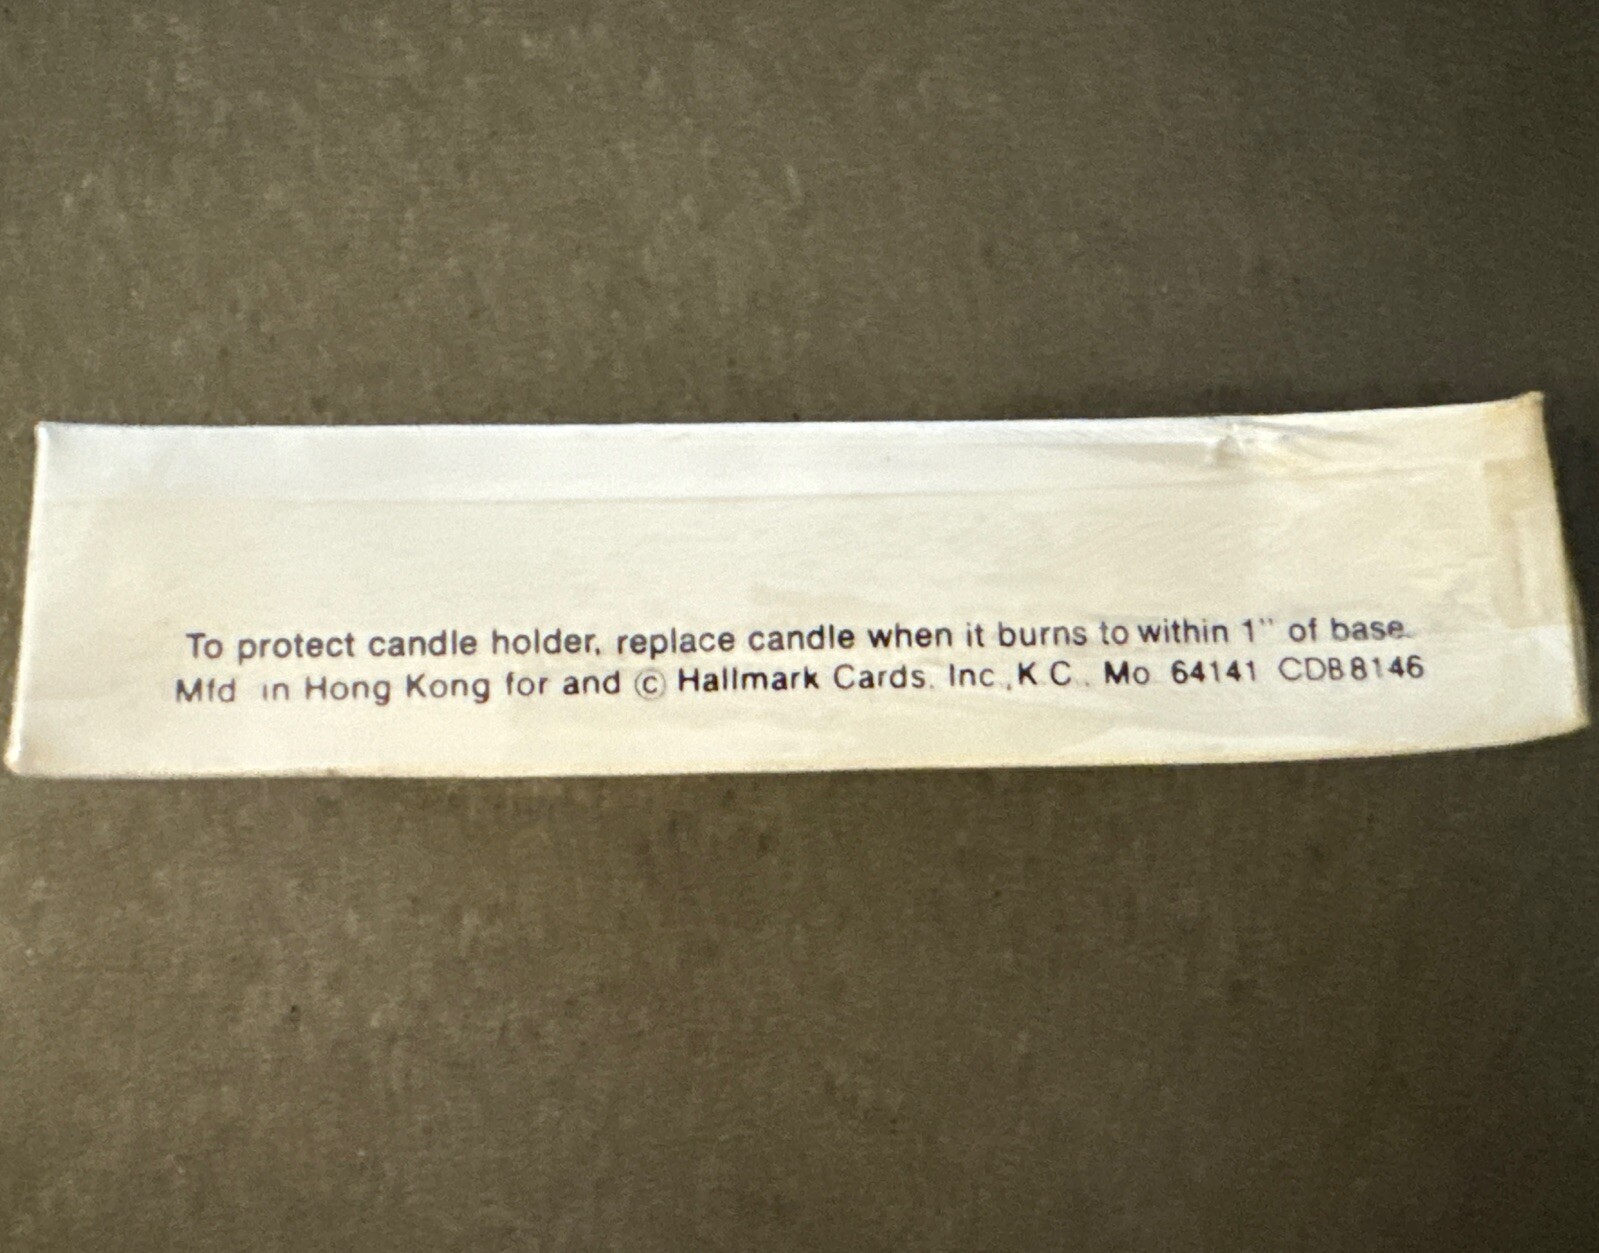 To protect candle holder, replace candle when it burns to within 1" of base.
Mfd in Hong Kong for and © Hallmark Cards. Inc., K.C. Mo 64141 CDB8146